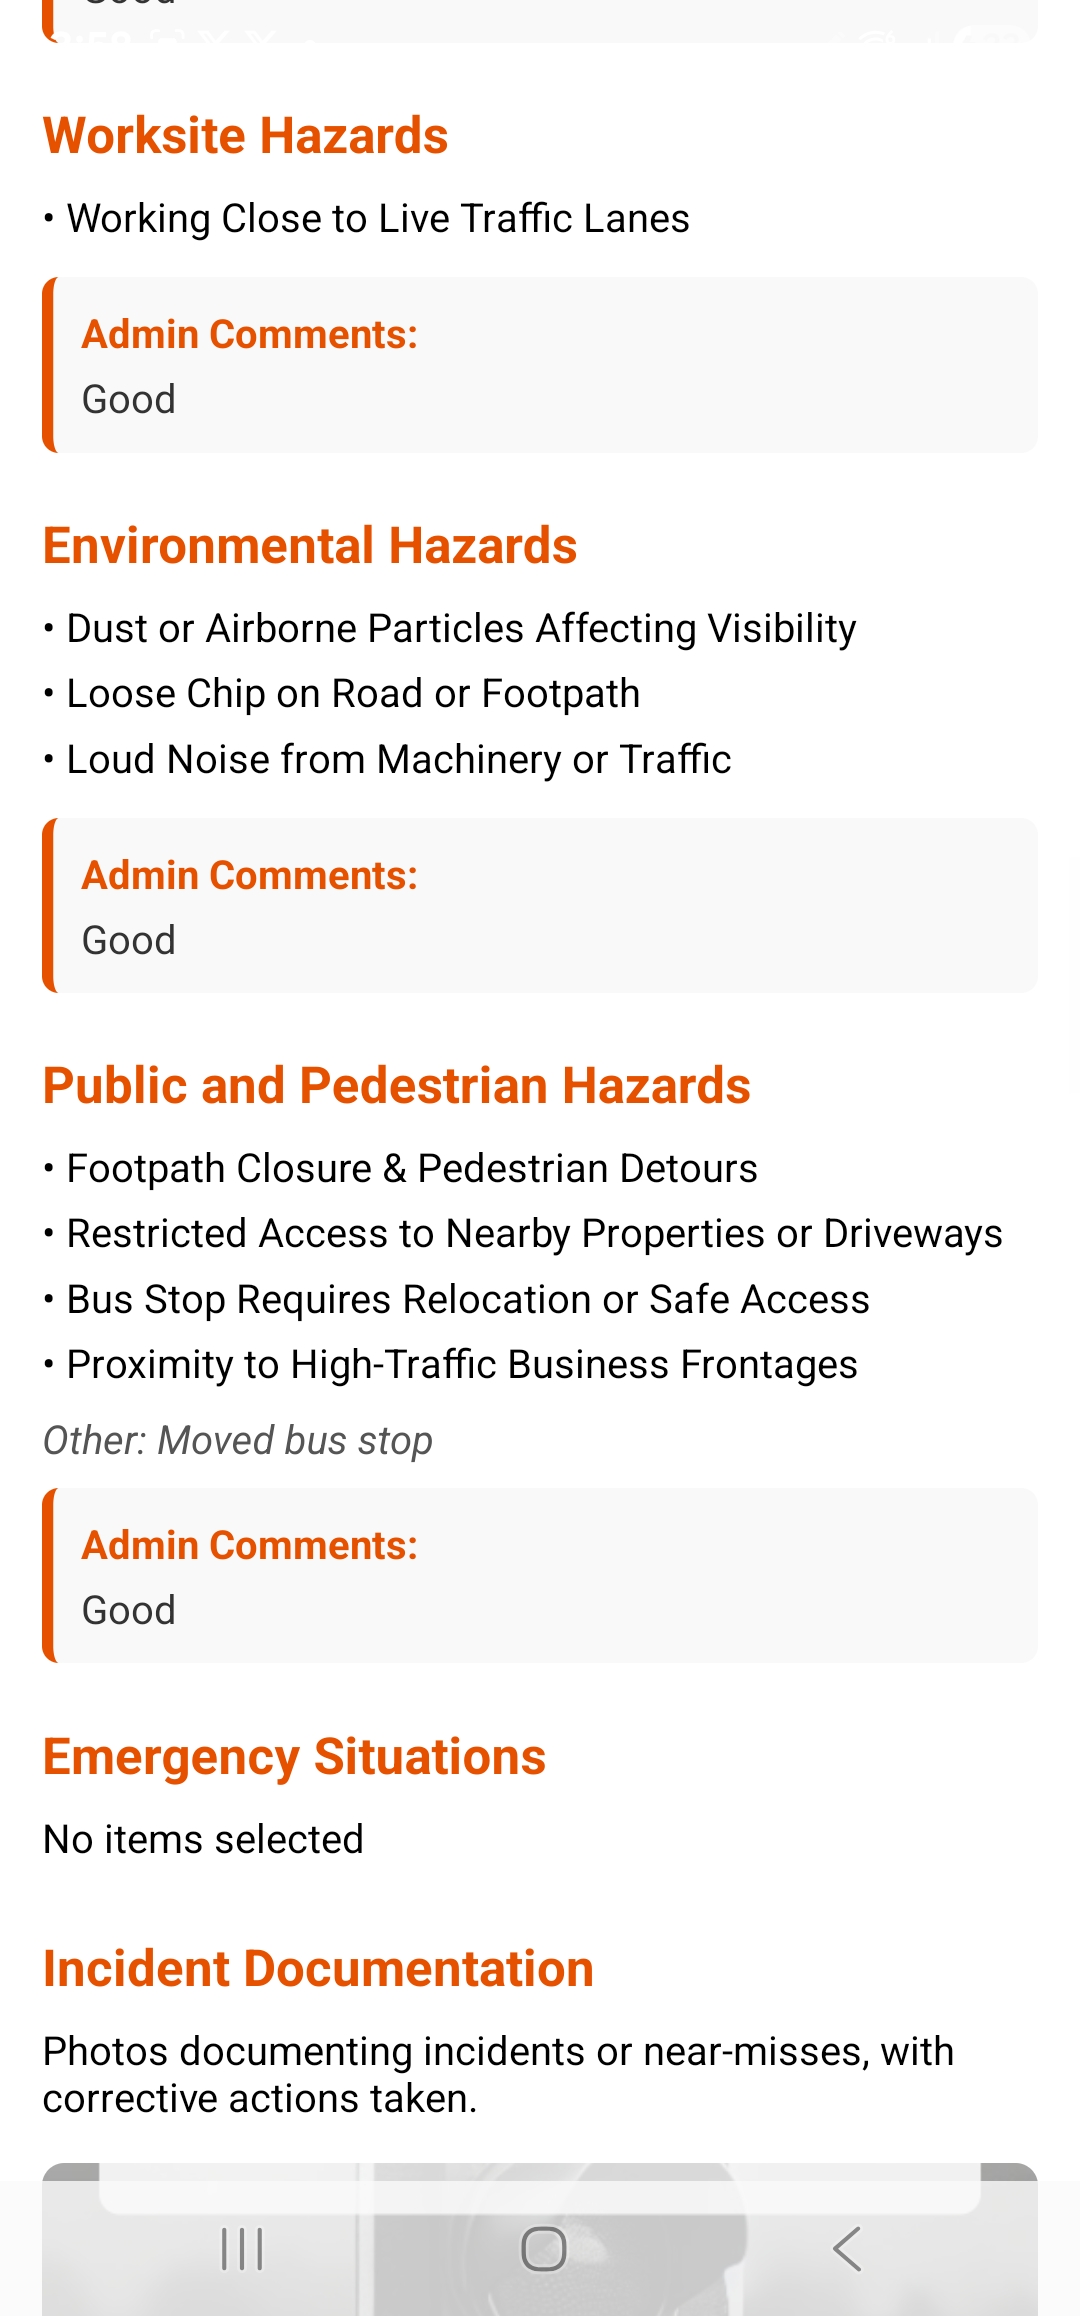 Worksite Hazards
• Working Close to Live Traffic Lanes
Admin Comments:
Good
Environmental Hazards
• Dust or Airborne Particles Affecting Visibility
• Loose Chip on Road or Footpath
• Loud Noise from Machinery or Traffic
Admin Comments:
Good
Public and Pedestrian Hazards
• Footpath Closure & Pedestrian Detours
• Restricted Access to Nearby Properties or Driveways
• Bus Stop Requires Relocation or Safe Access
• Proximity to High-Traffic Business Frontages
Other: Moved bus stop
Admin Comments:
Good
Emergency Situations
No items selected
Incident Documentation
Photos documenting incidents or near-misses, with
corrective actions taken.